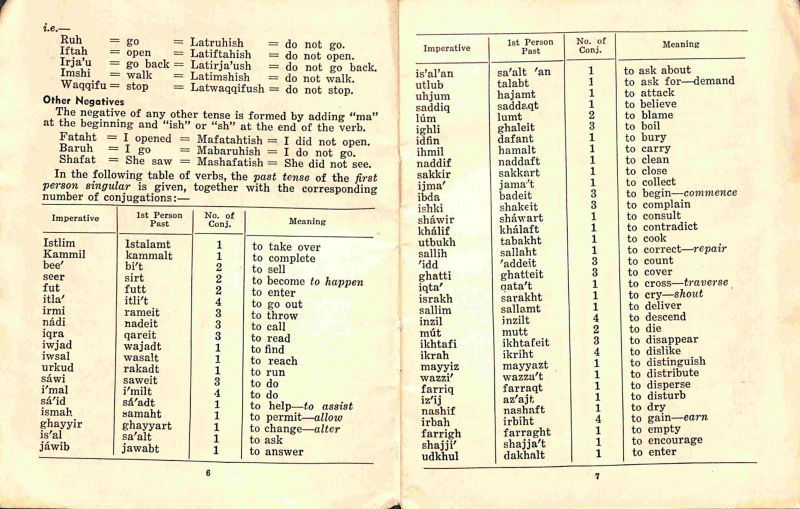 i.e.—
Ruh = go = Latruhish = do not go.
Iftah = open = Latiftahish = do not open.
Irja'u = go back = Latirja'ush = do not go back.
Imshi = walk = Latimshish = do not walk.
Waqqifu = stop = Latwaqqifush = do not stop.
Other Negatives
The negative of any other tense is formed by adding "ma"
at the beginning and "ish" or "sh" at the end of the verb.
Fataht = I opened = Mafatahtish = I did not open.
Baruh = I go = Mabaruhish = I do not go.
Shafat = She saw = Mashafatish = She did not see.
In the following table of verbs, the past tense of the first
person singular is given, together with the corresponding
number of conjugations:—
Imperative | 1st Person Past | No. of Conj. | Meaning
Istlim | Istalamt | 1 | to take over
Kammil | kammalt | 1 | to complete
bee' | bi't | 2 | to sell
seer | sirt | 2 | to become to happen
fut | futt | 2 | to enter
itla' | itli't | 4 | to go out
irmi | rameit | 3 | to throw
nádi | nadeit | 3 | to call
iqra | qareit | 3 | to read
iwjad | wajadt | 1 | to find
iwsal | wasalt | 1 | to reach
urkud | rakadt | 1 | to run
sáwi | saweit | 3 | to do
i'mal | i'milt | 4 | to do
sá'id | sá'adt | 1 | to help—to assist
ismah | samaht | 1 | to permit—allow
ghayyir | ghayyart | 1 | to change—alter
is'al | sa'alt | 1 | to ask
jáwib | jawabt | 1 | to answer
6
Imperative | 1st Person Past | No. of Conj. | Meaning
is'al'an | sa'alt 'an | 1 | to ask about
utlub | talabt | 1 | to ask for—demand
uhjum | hajamt | 1 | to attack
saddiq | saddaqt | 1 | to believe
lúm | lumt | 2 | to blame
ighli | ghaleit | 3 | to boil
idfin | dafant | 1 | to bury
ihmil | hamalt | 1 | to carry
naddif | naddaft | 1 | to clean
sakkir | sakkart | 1 | to close
ijma' | jama't | 1 | to collect
ibda | badeit | 3 | to begin—commence
ishki | shakeit | 3 | to complain
sháwir | sháwart | 1 | to consult
khálif | khálaft | 1 | to contradict
utbukh | tabakht | 1 | to cook
sallih | sallaht | 1 | to correct—repair
'idd | 'addeit | 3 | to count
ghatti | ghatteit | 3 | to cover
iqta' | qata't | 1 | to cross—traverse
israkh | sarakht | 1 | to cry—shout
sallim | sallamt | 1 | to deliver
inzil | inzilt | 4 | to descend
mút | mutt | 2 | to die
ikhtafi | ikhtafeit | 3 | to disappear
ikrah | ikriht | 4 | to dislike
mayyiz | mayyazt | 1 | to distinguish
wazzi' | wazza't | 1 | to distribute
farriq | farraqt | 1 | to disperse
iz'ij | az'ajt | 1 | to disturb
nashif | nashaft | 1 | to dry
irbah | irbiht | 4 | to gain—earn
farrigh | farraght | 1 | to empty
shajji' | shajja't | 1 | to encourage
udkhul | dakhalt | 1 | to enter
7